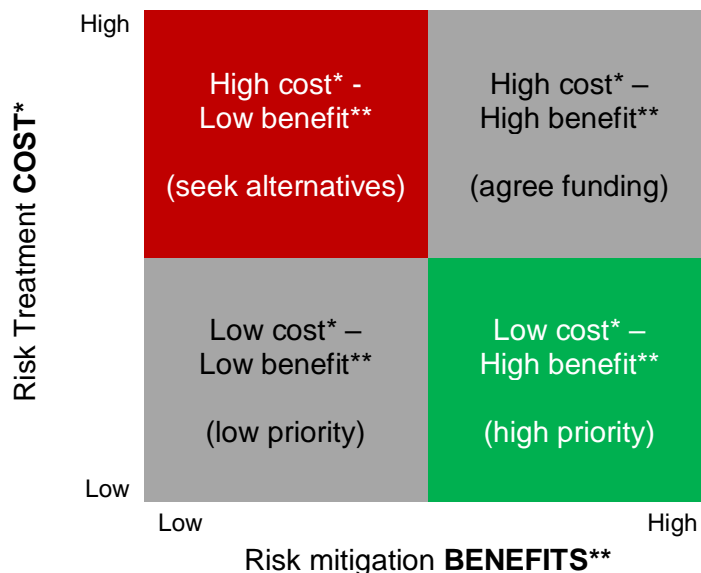 High
Risk Treatment COST*
High cost* -
Low benefit**
(seek alternatives)
High cost* –
High benefit**
(agree funding)
Low cost* –
Low benefit**
(low priority)
Low cost* –
High benefit**
(high priority)
Low
Low
High
Risk mitigation BENEFITS**